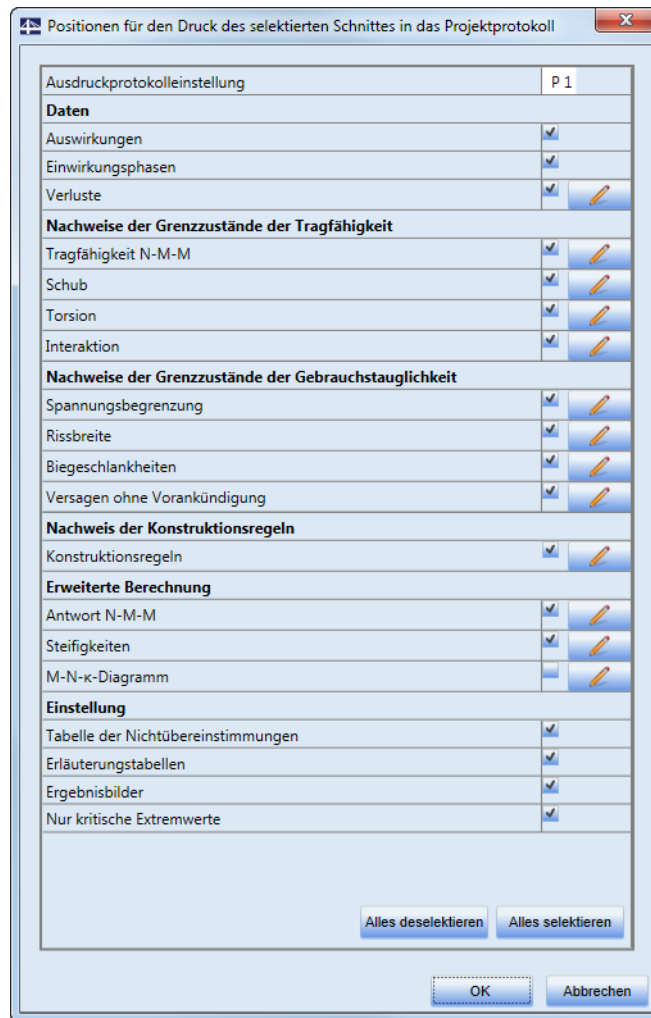 Positionen für den Druck des selektierten Schnittes in das Projektprotokoll
Ausdruckprotokolleinstellung P 1
Daten
Auswirkungen
Einwirkungsphasen
Verluste
Nachweise der Grenzzustände der Tragfähigkeit
Tragfähigkeit N-M-M
Schub
Torsion
Interaktion
Nachweise der Grenzzustände der Gebrauchstauglichkeit
Spannungsbegrenzung
Rissbreite
Biegeschlankheiten
Versagen ohne Vorankündigung
Nachweis der Konstruktionsregeln
Konstruktionsregeln
Erweiterte Berechnung
Antwort N-M-M
Steifigkeiten
M-N-κ-Diagramm
Einstellung
Tabelle der Nichtübereinstimmungen
Erläuterungstabellen
Ergebnisbilder
Nur kritische Extremwerte
Alles deselektieren Alles selektieren
OK Abbrechen